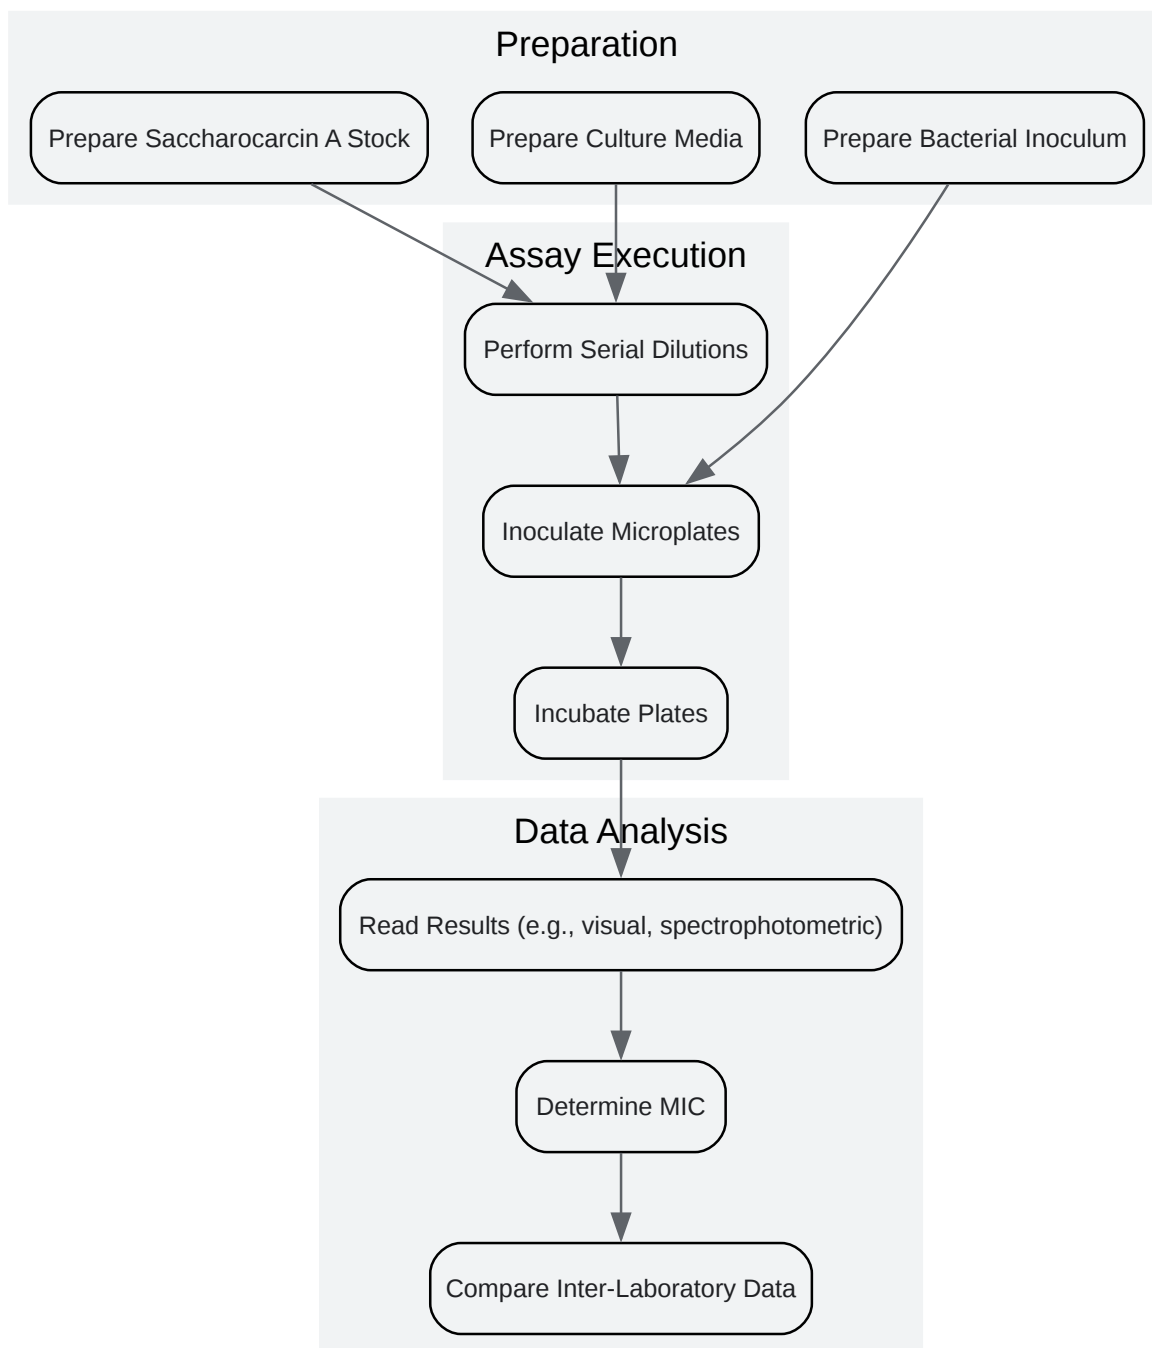 Preparation
Prepare Saccharocarcin A Stock
Prepare Culture Media
Prepare Bacterial Inoculum
Assay Execution
Perform Serial Dilutions
Inoculate Microplates
Incubate Plates
Data Analysis
Read Results (e.g., visual, spectrophotometric)
Determine MIC
Compare Inter-Laboratory Data